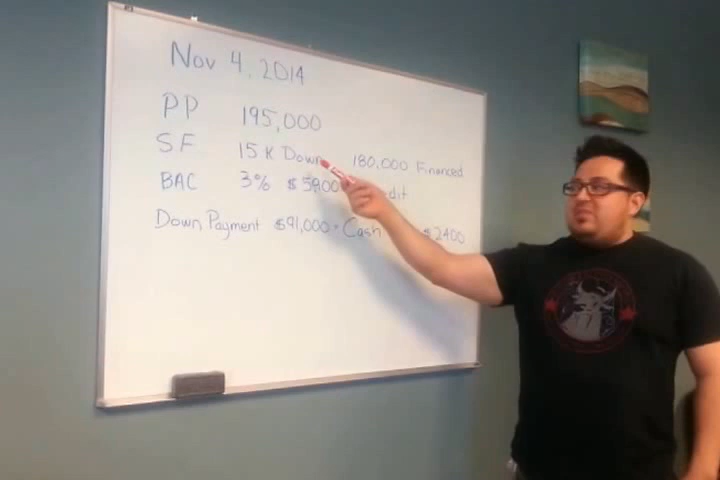 Nov 4, 2014
PP 195,000
SF 15 K Down 180,000 Financed
BAC 3% $5900 dit
Down Payment $91,000 · Cash $2400